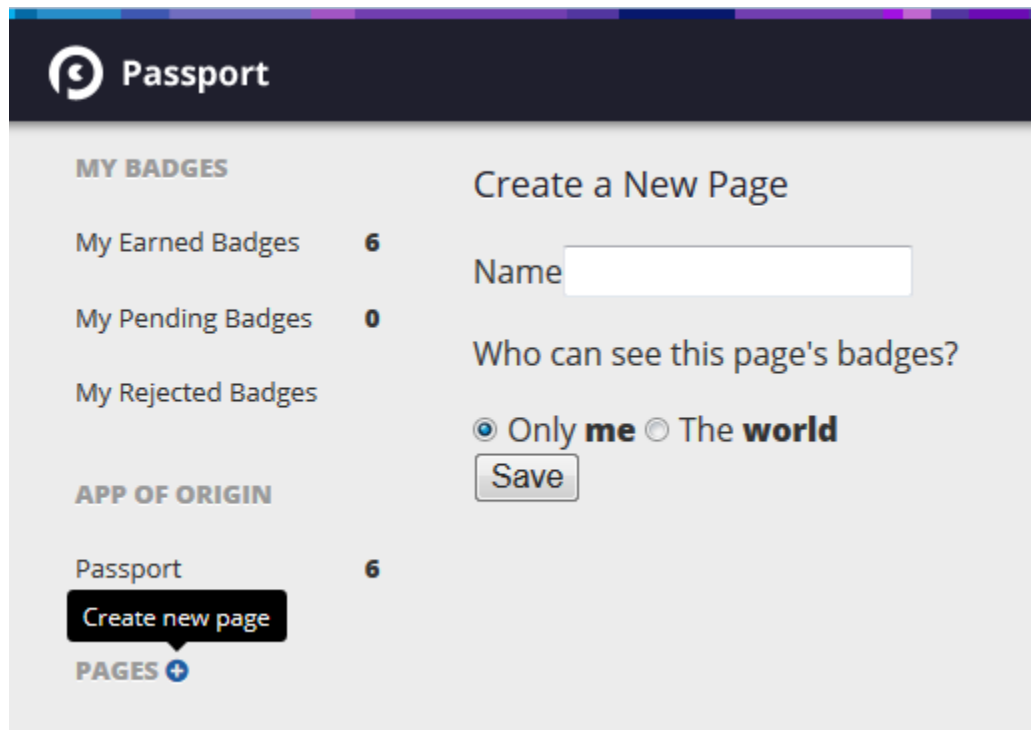 Passport
MY BADGES
My Earned Badges 6
My Pending Badges 0
My Rejected Badges
APP OF ORIGIN
Passport 6
Create new page
PAGES
Create a New Page
Name
Who can see this page's badges?
Only me The world
Save